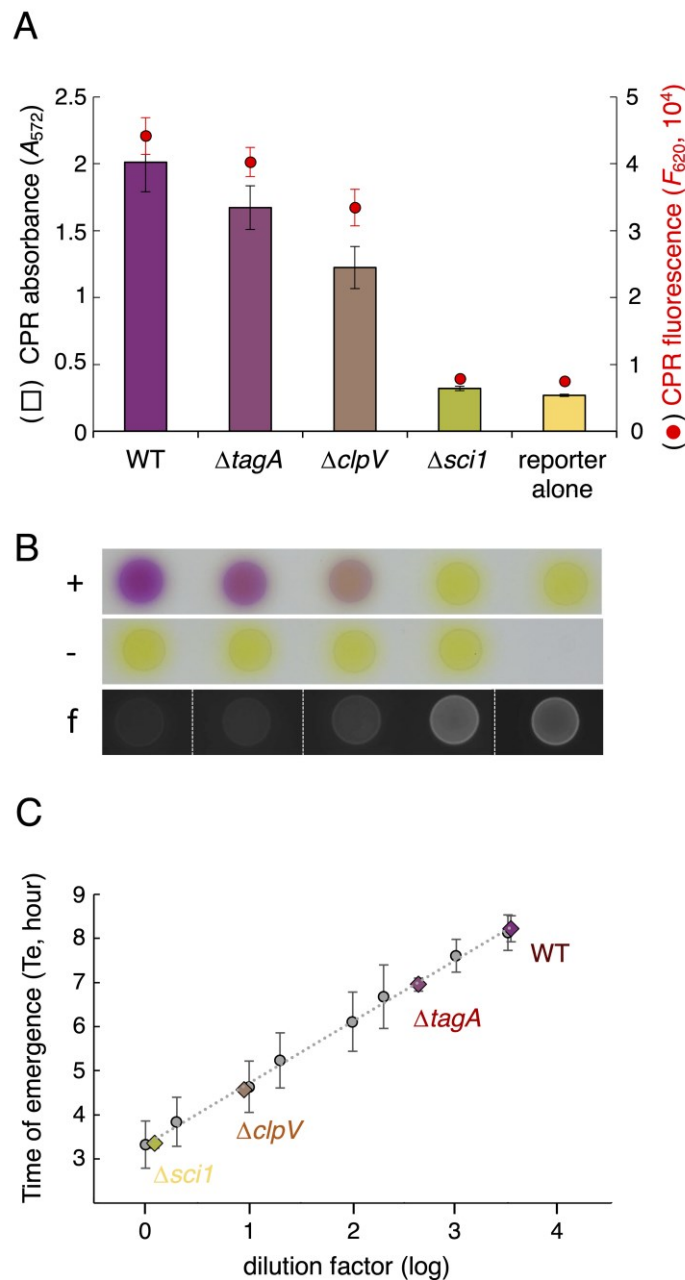 A
(□) CPR absorbance (A572)
2.5
2
1.5
1
0.5
0
5
4
3
2
1
0
(●) CPR fluorescence (F620, 10⁴)
WT
ΔtagA
ΔclpV
Δsci1
reporter alone
B
+
-
f
C
Time of emergence (Te, hour)
9
8
7
6
5
4
3
WT
ΔtagA
ΔclpV
Δsci1
0
1
2
3
4
dilution factor (log)